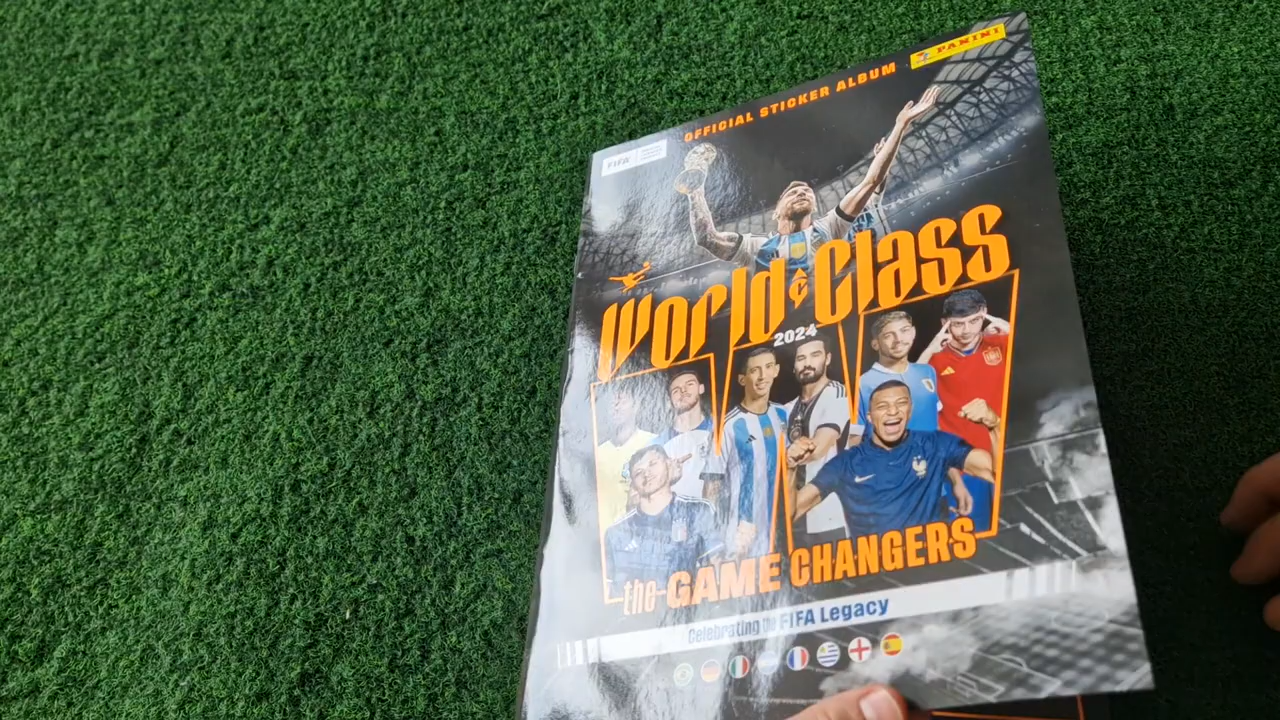 PANINI
OFFICIAL STICKER ALBUM
FIFA
World Class
2024
the GAME CHANGERS
Celebrating the FIFA Legacy